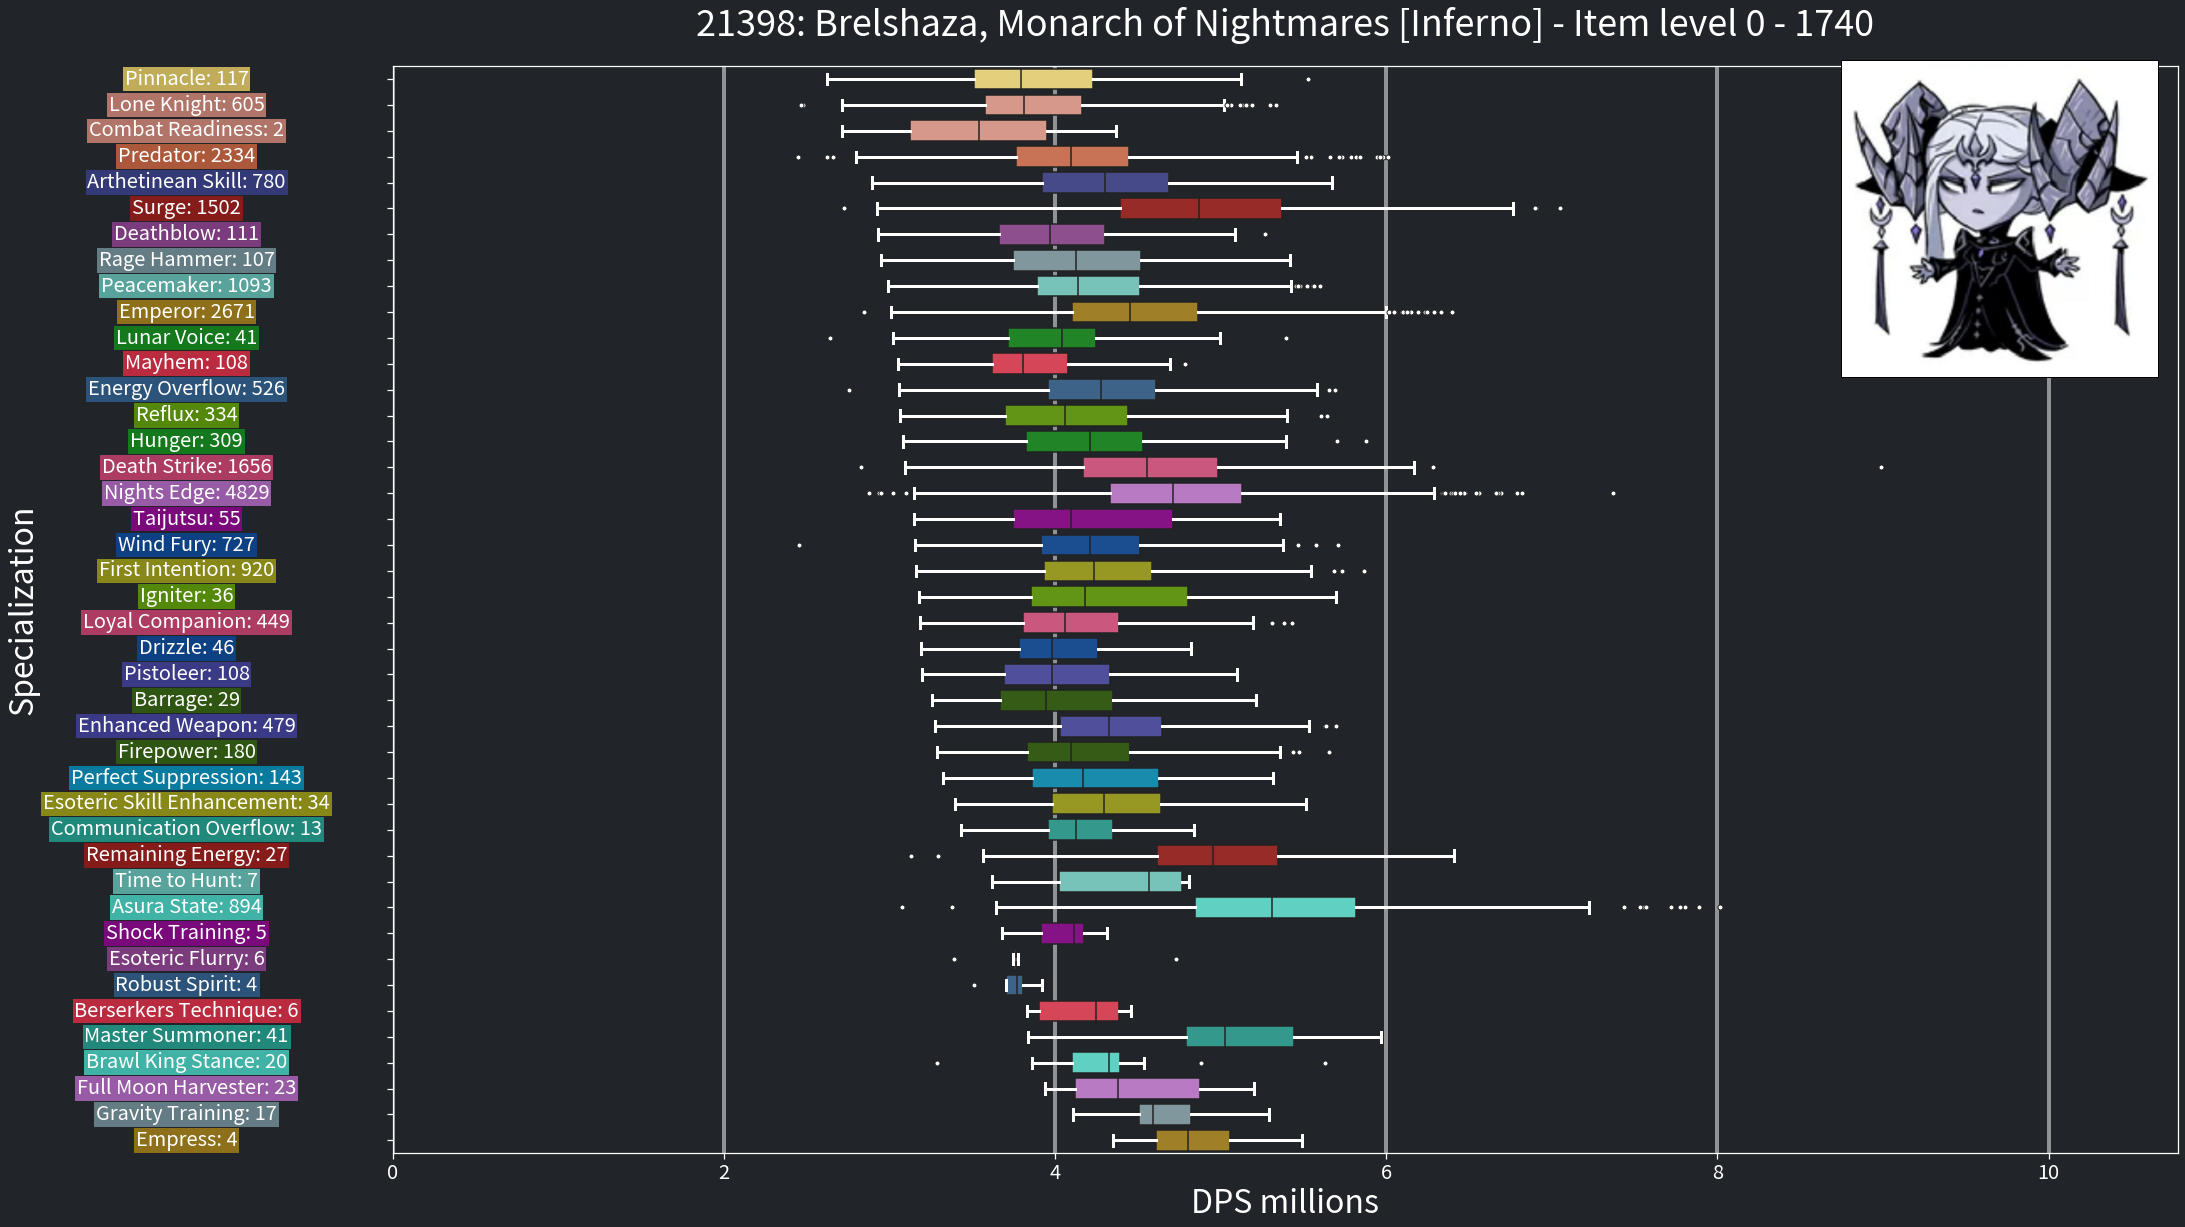 21398: Brelshaza, Monarch of Nightmares [Inferno] - Item level 0 - 1740
Pinnacle: 117
Lone Knight: 605
Combat Readiness: 2
Predator: 2334
Arthetinean Skill: 780
Surge: 1502
Deathblow: 111
Rage Hammer: 107
Peacemaker: 1093
Emperor: 2671
Lunar Voice: 41
Mayhem: 108
Energy Overflow: 526
Reflux: 334
Hunger: 309
Death Strike: 1656
Nights Edge: 4829
Taijutsu: 55
Wind Fury: 727
First Intention: 920
Igniter: 36
Loyal Companion: 449
Drizzle: 46
Pistoleer: 108
Barrage: 29
Enhanced Weapon: 479
Firepower: 180
Perfect Suppression: 143
Esoteric Skill Enhancement: 34
Communication Overflow: 13
Remaining Energy: 27
Time to Hunt: 7
Asura State: 894
Shock Training: 5
Esoteric Flurry: 6
Robust Spirit: 4
Berserkers Technique: 6
Master Summoner: 41
Brawl King Stance: 20
Full Moon Harvester: 23
Gravity Training: 17
Empress: 4
Specialization
0 2 4 6 8 10
DPS millions